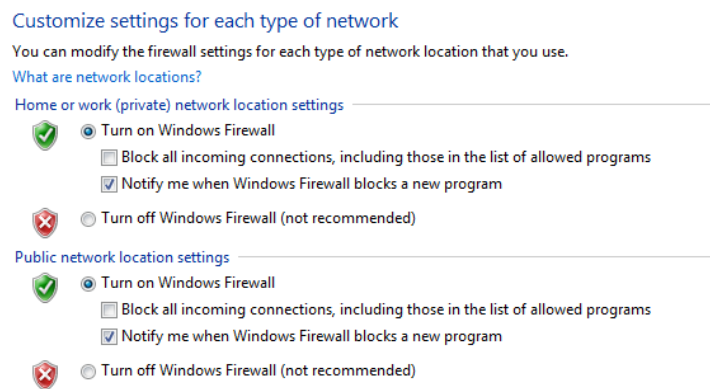 Customize settings for each type of network
You can modify the firewall settings for each type of network location that you use.
What are network locations?
Home or work (private) network location settings
Turn on Windows Firewall
Block all incoming connections, including those in the list of allowed programs
Notify me when Windows Firewall blocks a new program
Turn off Windows Firewall (not recommended)
Public network location settings
Turn on Windows Firewall
Block all incoming connections, including those in the list of allowed programs
Notify me when Windows Firewall blocks a new program
Turn off Windows Firewall (not recommended)